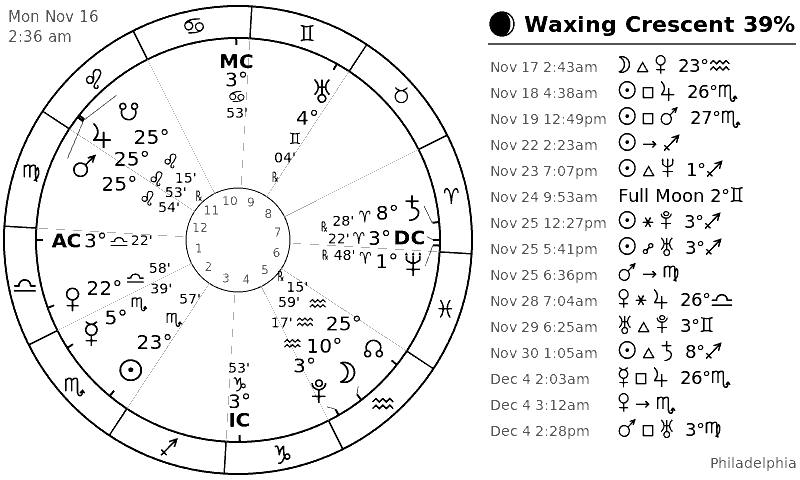 Mon Nov 16
2:36 am
MC
3°
♋
53'
♅
4°
♊
04'
℞
♋
♊
♉
♈
♓
♒
♑
♐
♏
♎
♍
♌
☋
25°
♌
15'
℞
♃
25°
♌
53'
♂
25°
♌
54'
AC 3° ♎ 22'
♀ 22° ♎ 58'
☿ 5° ♏ 39'
☉ 23° ♏ 57'
℞ 28' ♈ 8° ♄
22' ♈ 3° DC
℞ 48' ♈ 1° ♆
℞
15'
♒
25°
☊
59'
♒
10°
☽
17'
♒
3°
♇
53'
♑
3°
IC
1
2
3
4
5
6
7
8
9
10
11
12
Waxing Crescent 39%
Nov 17 2:43am ☽ △ ♀ 23°♒
Nov 18 4:38am ☉ □ ♃ 26°♏
Nov 19 12:49pm ☉ □ ♂ 27°♏
Nov 22 2:23am ☉ → ♐
Nov 23 7:07pm ☉ △ ♆ 1°♐
Nov 24 9:53am Full Moon 2°♊
Nov 25 12:27pm ☉ ⚹ ♇ 3°♐
Nov 25 5:41pm ☉ ☍ ♅ 3°♐
Nov 25 6:36pm ♂ → ♍
Nov 28 7:04am ♀ ⚹ ♃ 26°♎
Nov 29 6:25am ♅ △ ♇ 3°♊
Nov 30 1:05am ☉ △ ♄ 8°♐
Dec 4 2:03am ☿ □ ♃ 26°♏
Dec 4 3:12am ♀ → ♏
Dec 4 2:28pm ♂ □ ♅ 3°♍
Philadelphia